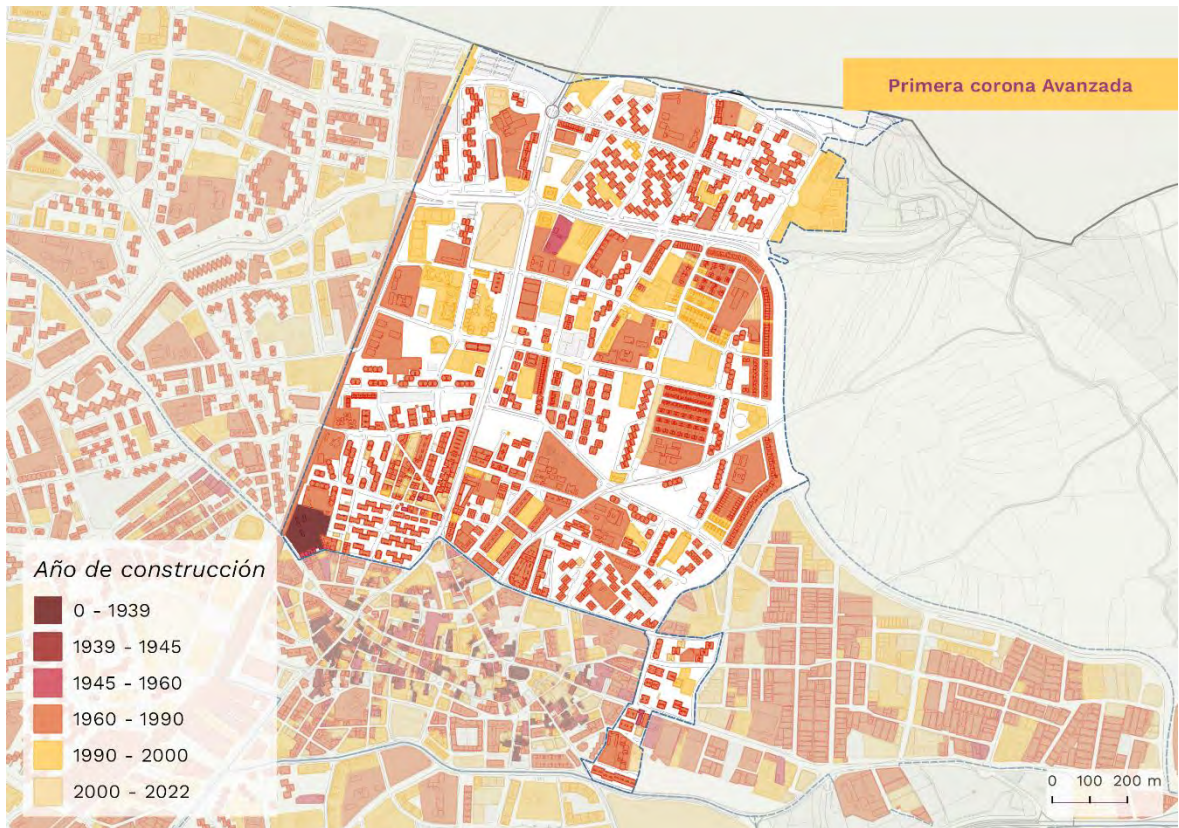 Primera corona Avanzada
Año de construcción
0 - 1939
1939 - 1945
1945 - 1960
1960 - 1990
1990 - 2000
2000 - 2022
0 100 200 m